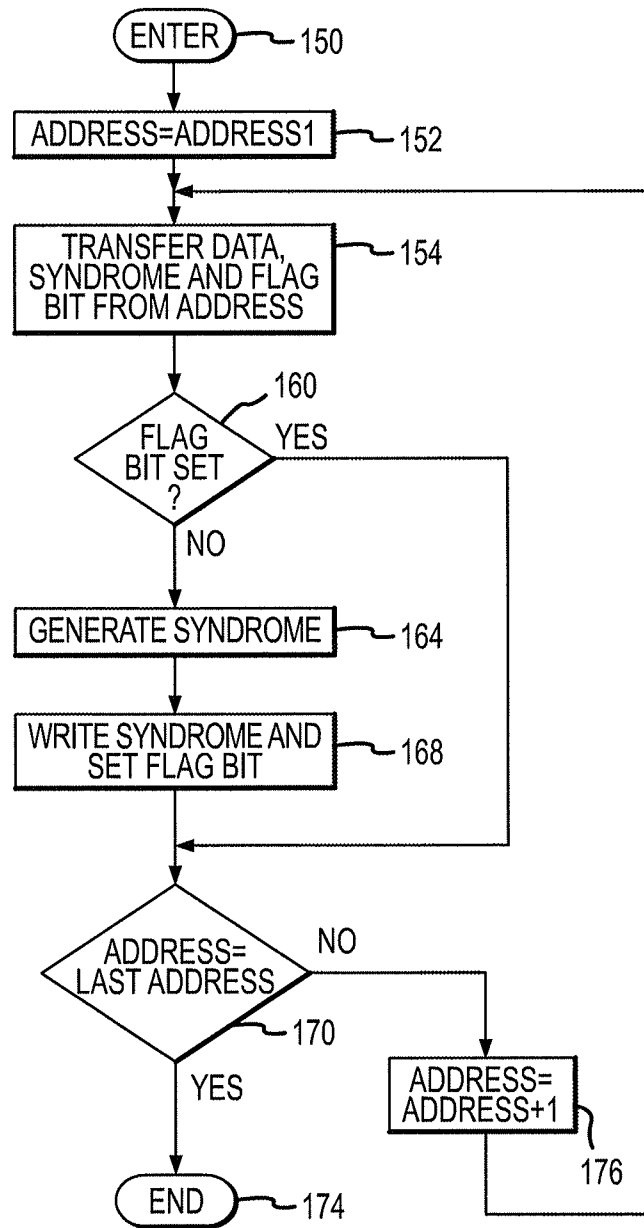 ENTER
150
ADDRESS=ADDRESS1
152
TRANSFER DATA,
SYNDROME AND FLAG
BIT FROM ADDRESS
154
160
FLAG
BIT SET
?
YES
NO
GENERATE SYNDROME
164
WRITE SYNDROME AND
SET FLAG BIT
168
ADDRESS=
LAST ADDRESS
NO
170
YES
ADDRESS=
ADDRESS+1
176
END
174